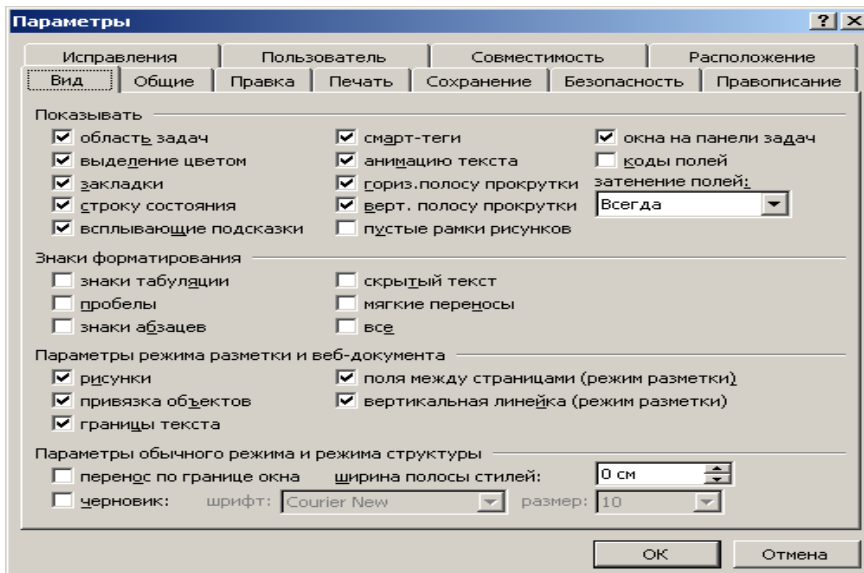 Параметры
Исправления Пользователь Совместимость Расположение
Вид Общие Правка Печать Сохранение Безопасность Правописание
Показывать
область задач смарт-теги окна на панели задач
выделение цветом анимацию текста коды полей
закладки гориз.полосу прокрутки затенение полей:
строку состояния верт. полосу прокрутки Всегда
всплывающие подсказки пустые рамки рисунков
Знаки форматирования
знаки табуляции скрытый текст
пробелы мягкие переносы
знаки абзацев все
Параметры режима разметки и веб-документа
рисунки поля между страницами (режим разметки)
привязка объектов вертикальная линейка (режим разметки)
границы текста
Параметры обычного режима и режима структуры
перенос по границе окна ширина полосы стилей: 0 см
черновик: шрифт: Courier New размер: 10
ОК Отмена